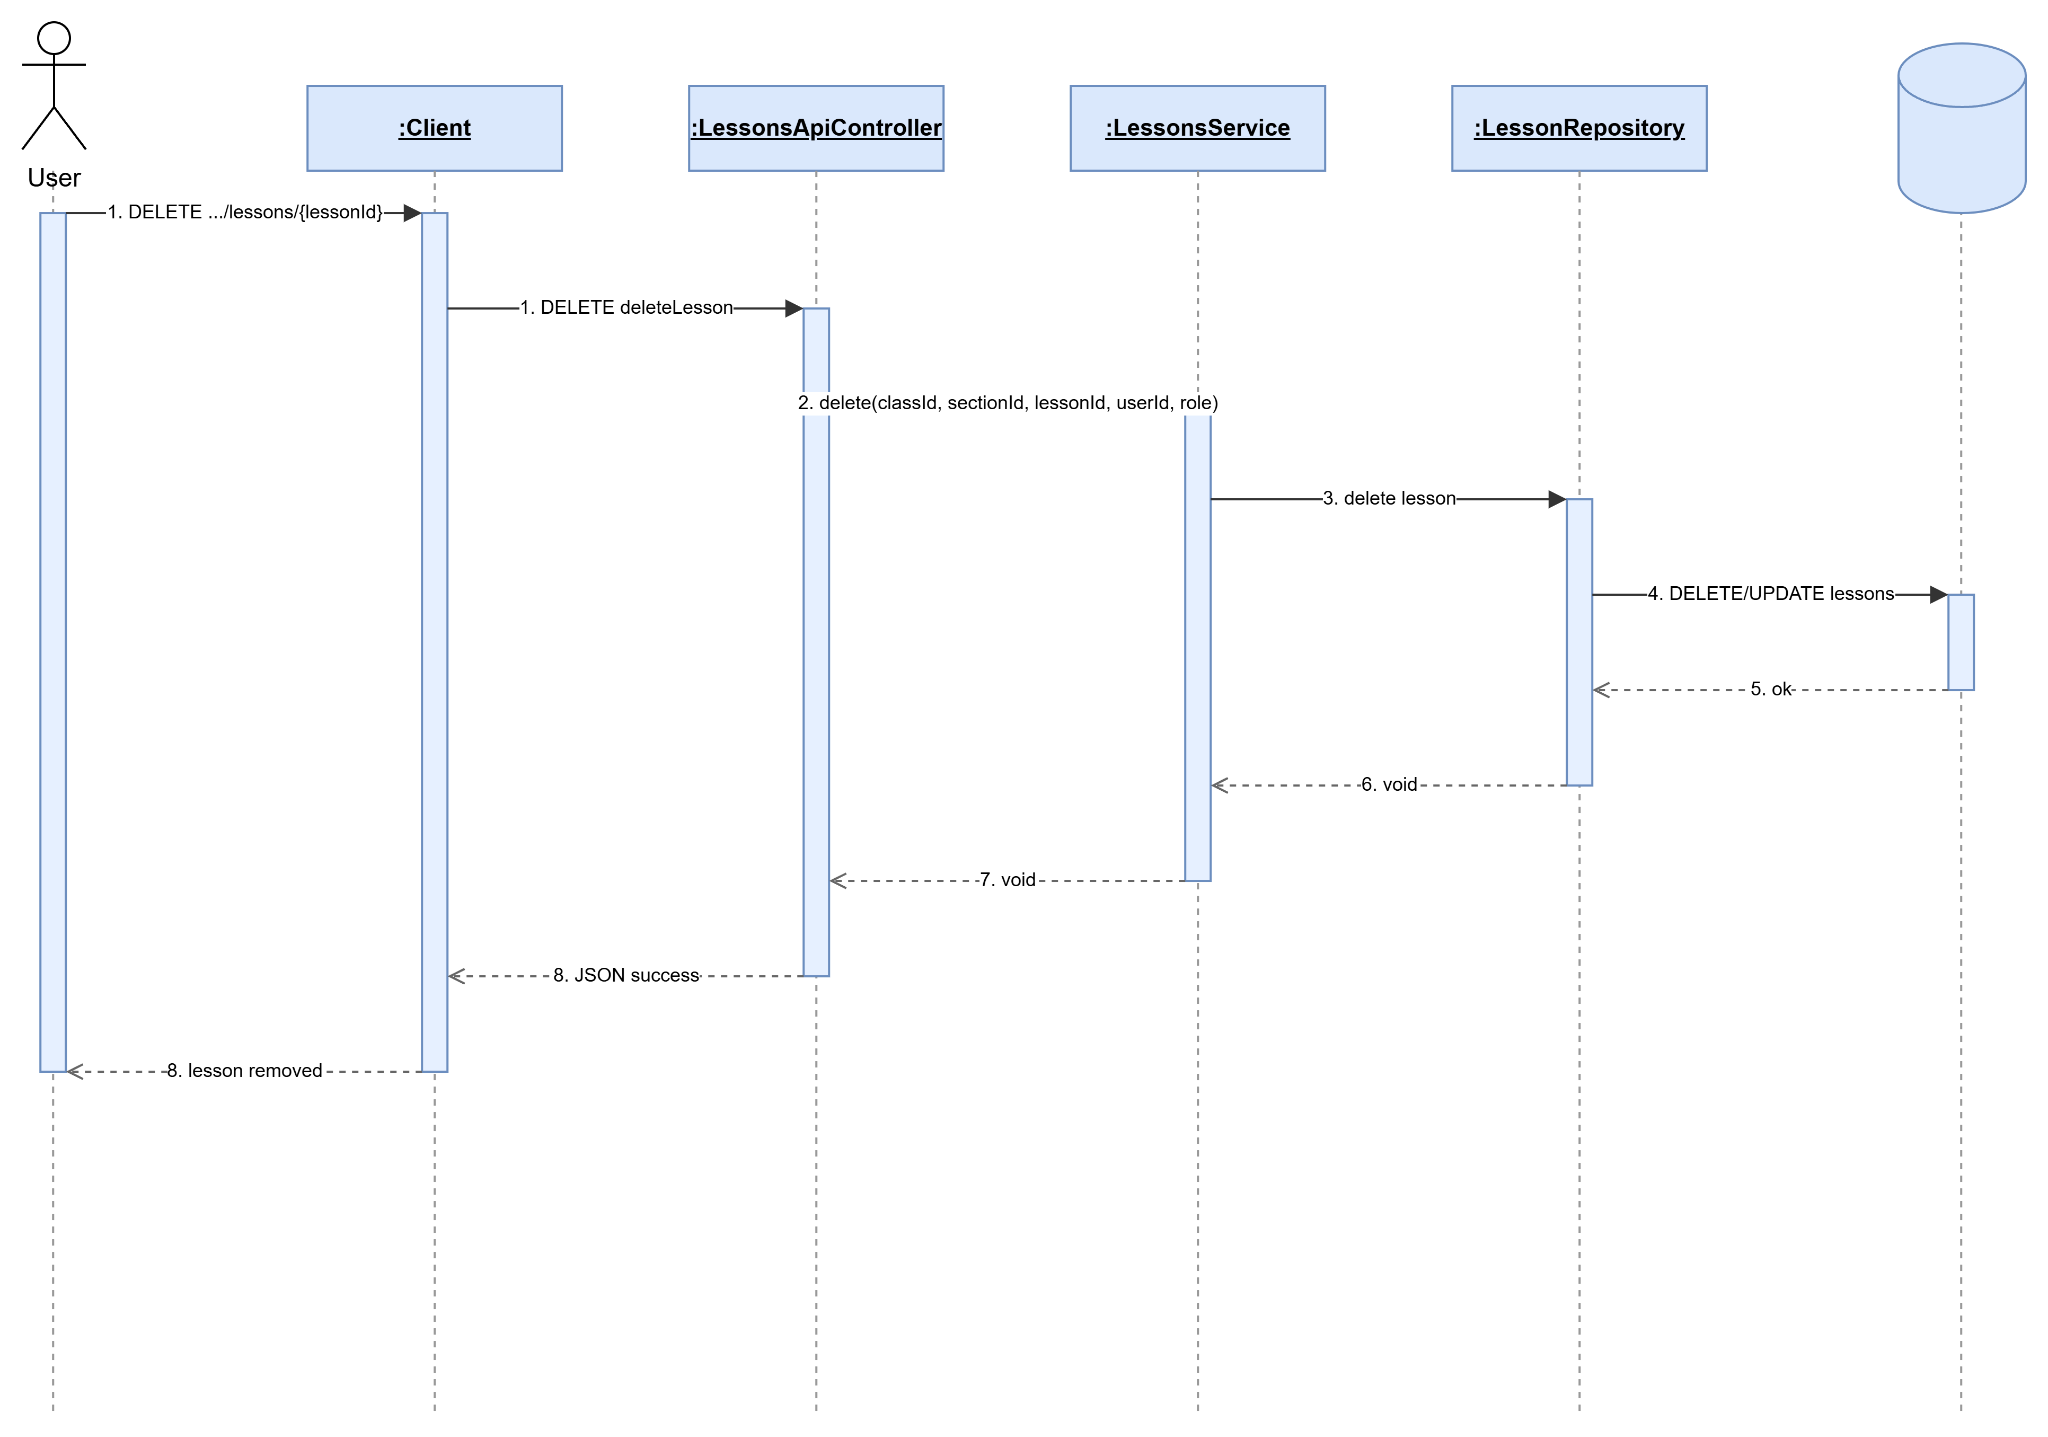 User
:Client
:LessonsApiController
:LessonsService
:LessonRepository
1. DELETE .../lessons/{lessonId}
1. DELETE deleteLesson
2. delete(classId, sectionId, lessonId, userId, role)
3. delete lesson
4. DELETE/UPDATE lessons
5. ok
6. void
7. void
8. JSON success
8. lesson removed